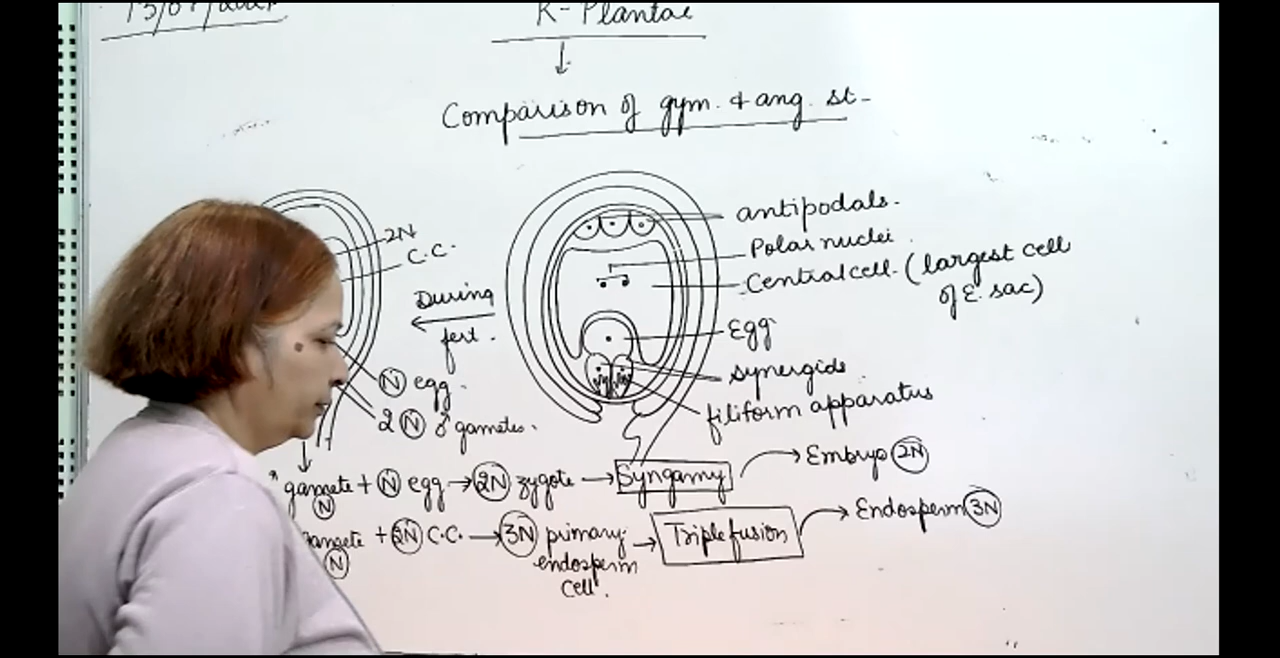 K-Plantae
Comparison of gym. + ang. st-
2N
C.C.
During
fert.
N egg.
2 N ♂ gametes.
antipodals.
Polar nuclei
Central cell. (largest cell
of E. sac)
Egg
synergids
filiform apparatus
gamete + N egg → 2N zygote → Syngamy → Embryo 2N
N
gamete + 2N C.C. → 3N primary endosperm cell. → Triple fusion → Endosperm 3N
N